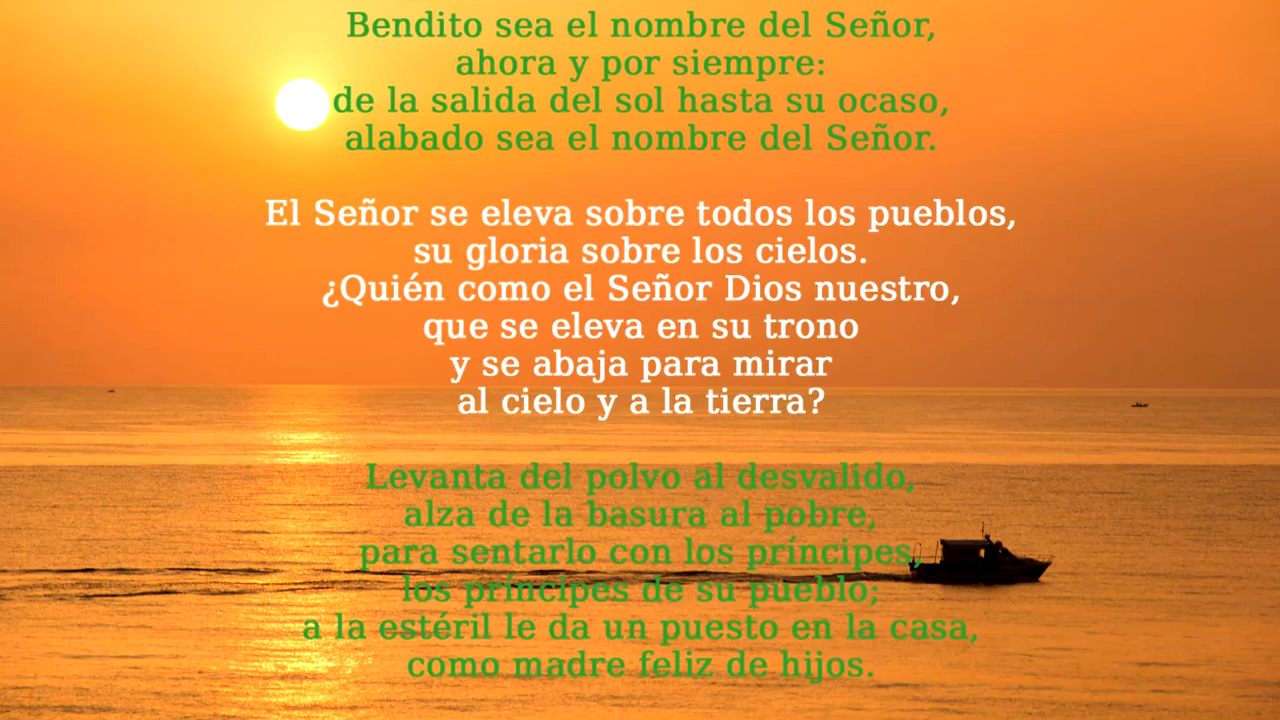 Bendito sea el nombre del Señor,
ahora y por siempre:
de la salida del sol hasta su ocaso,
alabado sea el nombre del Señor.
El Señor se eleva sobre todos los pueblos,
su gloria sobre los cielos.
¿Quién como el Señor Dios nuestro,
que se eleva en su trono
y se abaja para mirar
al cielo y a la tierra?
Levanta del polvo al desvalido,
alza de la basura al pobre,
para sentarlo con los príncipes,
los príncipes de su pueblo;
a la estéril le da un puesto en la casa,
como madre feliz de hijos.